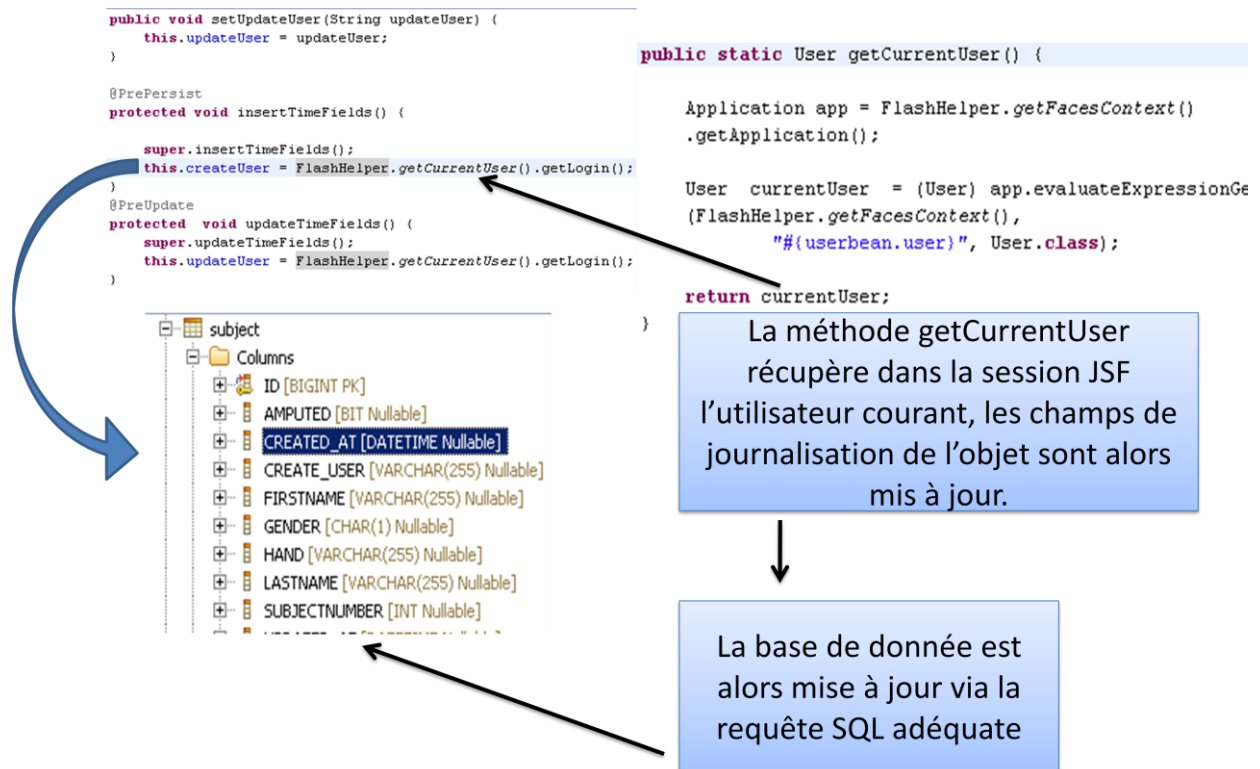 public void setUpdateUser(String updateUser) {
this.updateUser = updateUser;
}
@PrePersist
protected void insertTimeFields() {
super.insertTimeFields();
this.createUser = FlashHelper.getCurrentUser().getLogin();
}
@PreUpdate
protected void updateTimeFields() {
super.updateTimeFields();
this.updateUser = FlashHelper.getCurrentUser().getLogin();
}
public static User getCurrentUser() {
Application app = FlashHelper.getFacesContext()
.getApplication();
User currentUser = (User) app.evaluateExpressionGe
(FlashHelper.getFacesContext(),
"#{userbean.user}", User.class);
return currentUser;
}
subject
Columns
ID [BIGINT PK]
AMPUTED [BIT Nullable]
CREATED_AT [DATETIME Nullable]
CREATE_USER [VARCHAR(255) Nullable]
FIRSTNAME [VARCHAR(255) Nullable]
GENDER [CHAR(1) Nullable]
HAND [VARCHAR(255) Nullable]
LASTNAME [VARCHAR(255) Nullable]
SUBJECTNUMBER [INT Nullable]
La méthode getCurrentUser
récupère dans la session JSF
l’utilisateur courant, les champs de
journalisation de l’objet sont alors
mis à jour.
La base de donnée est
alors mise à jour via la
requête SQL adéquate